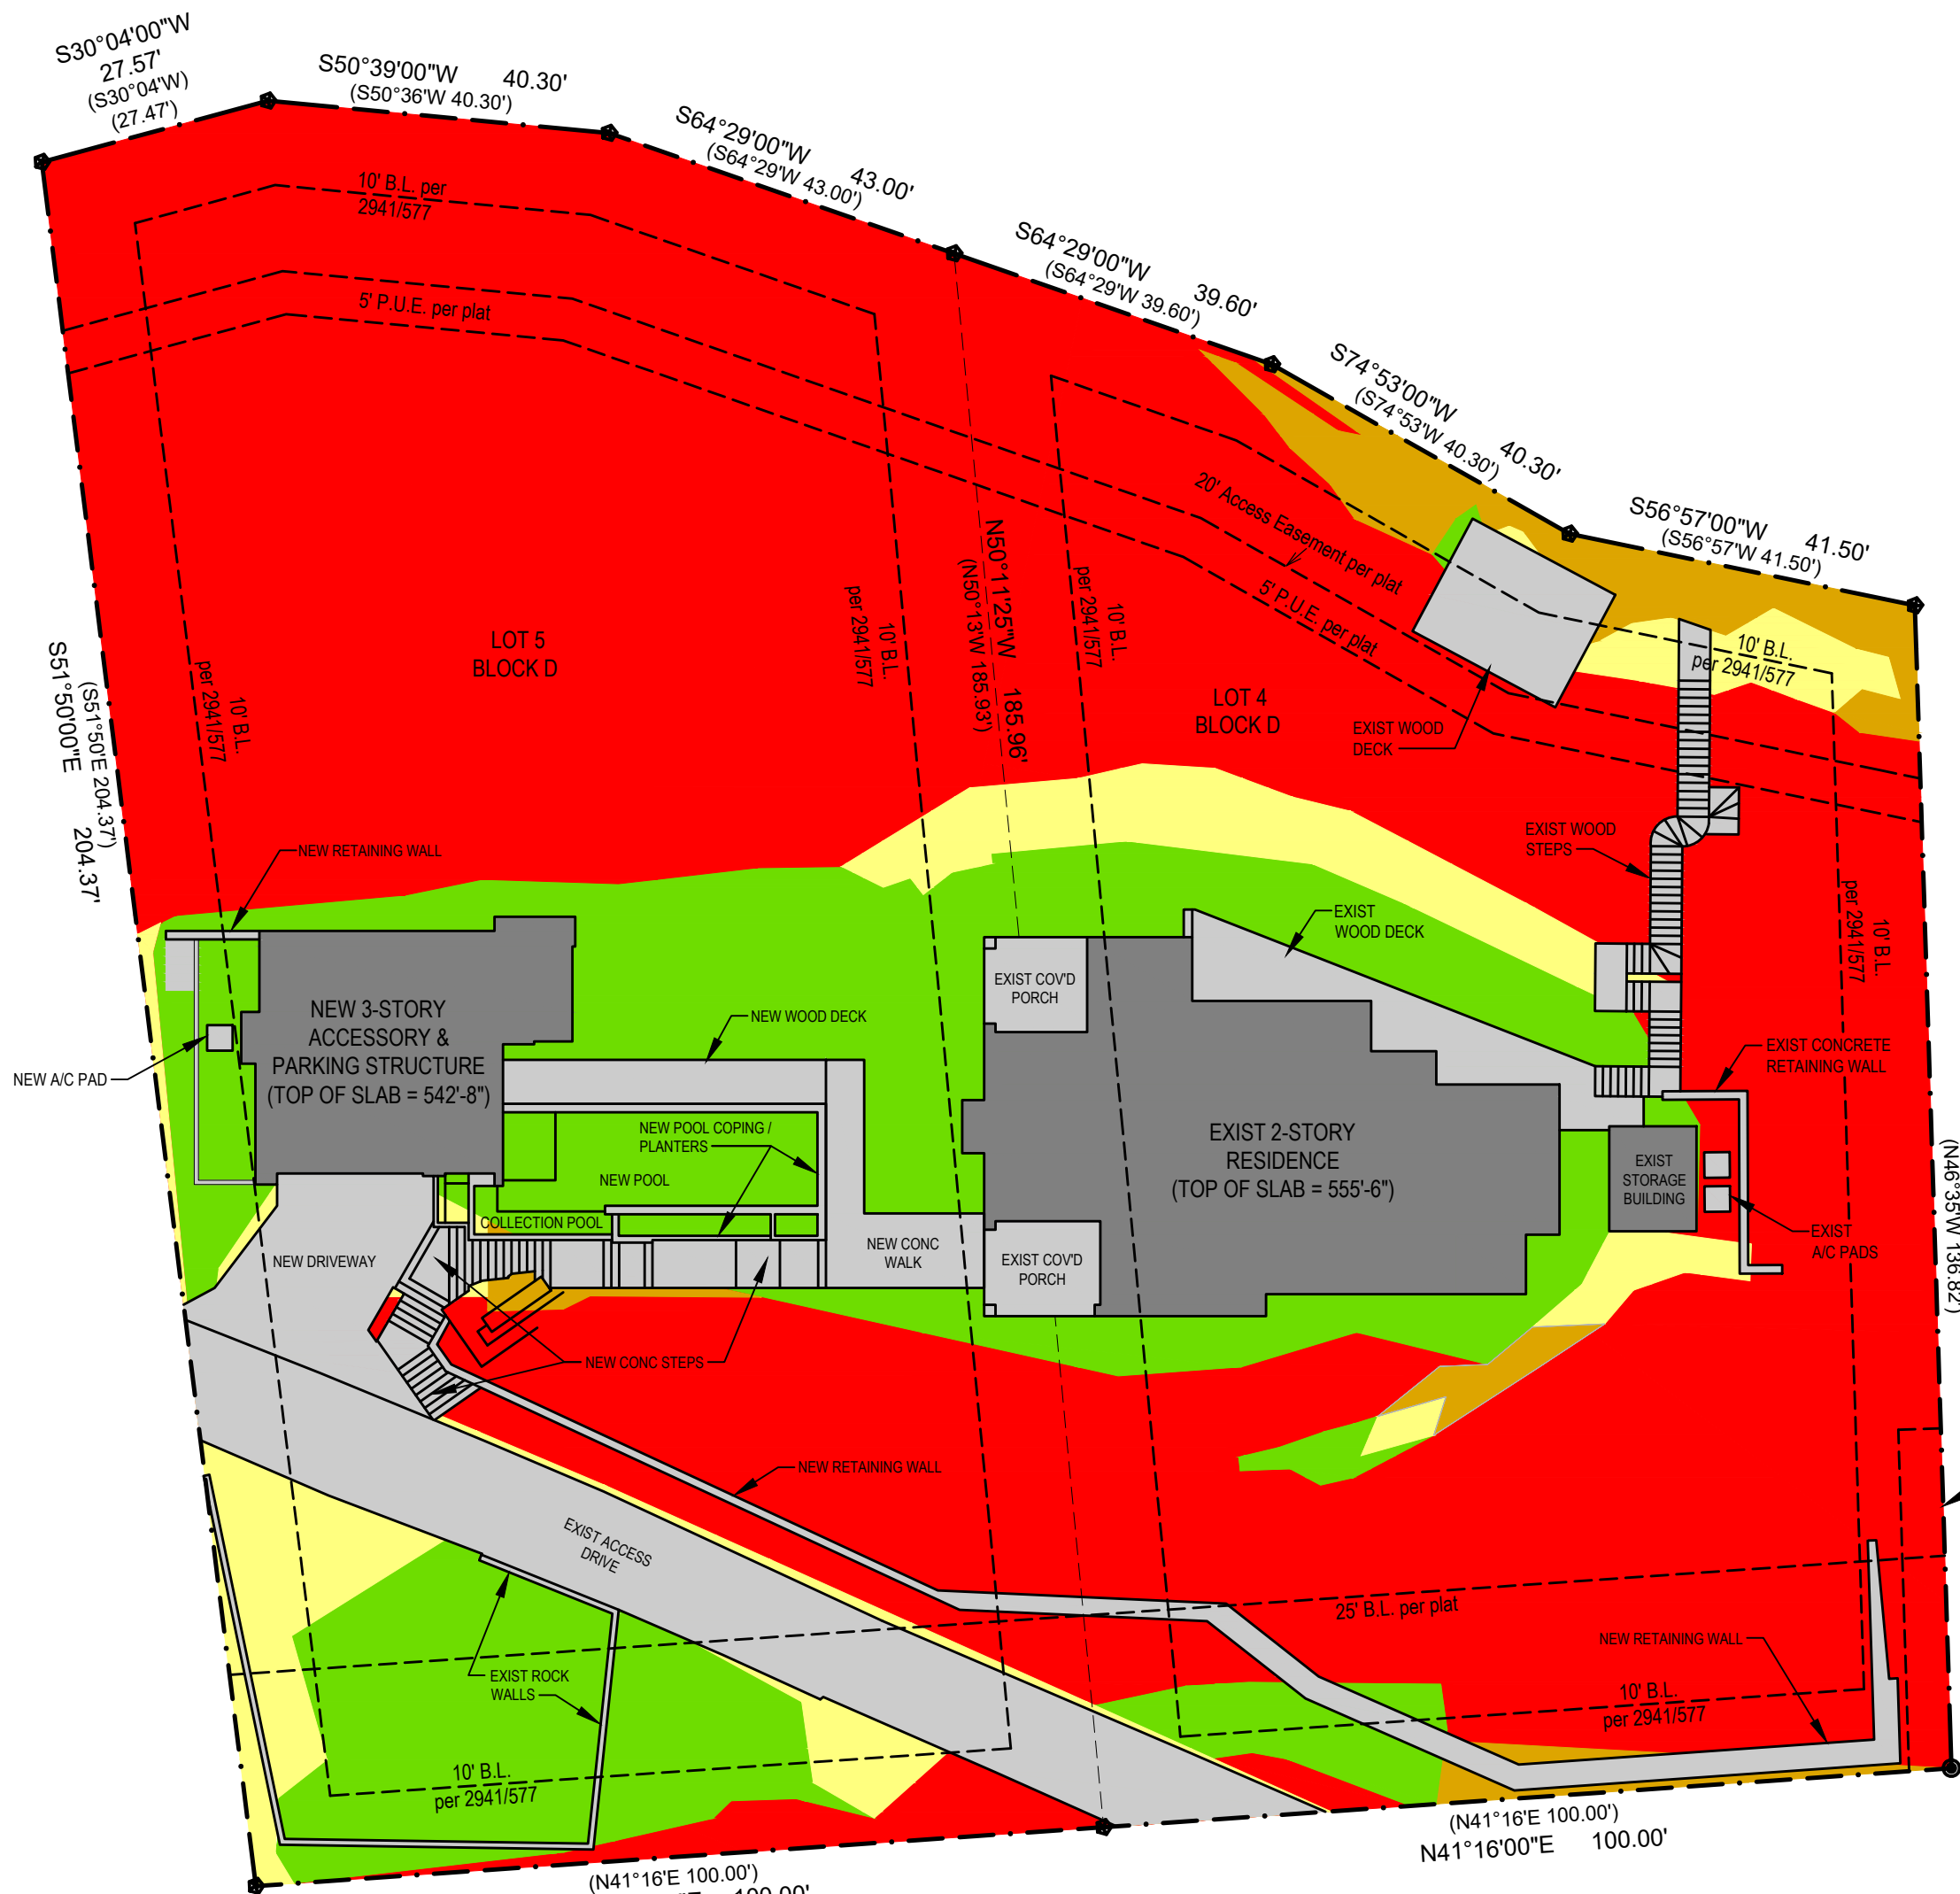 S30°04'00"W
27.57'
(S30°04'W)
(27.47')
S50°39'00"W 40.30'
(S50°36'W 40.30')
S64°29'00"W 43.00'
(S64°29'W 43.00')
S64°29'00"W 39.60'
(S64°29'W 39.60')
S74°53'00"W 40.30'
(S74°53'W 40.30')
S56°57'00"W 41.50'
(S56°57'W 41.50')
10' B.L. per
2941/577
5' P.U.E. per plat
20' Access Easement per plat
5' P.U.E. per plat
10' B.L.
per 2941/577
10' B.L.
per 2941/577
N50°11'25"W 185.96'
(N50°13'W 185.93')
10' B.L.
per 2941/577
10' B.L.
per 2941/577
LOT 5
BLOCK D
LOT 4
BLOCK D
EXIST WOOD
DECK
S51°50'00"E 204.37'
(S51°50'E 204.37')
NEW RETAINING WALL
EXIST WOOD
STEPS
10' B.L.
per 2941/577
EXIST
WOOD DECK
EXIST COV'D
PORCH
NEW 3-STORY
ACCESSORY &
PARKING STRUCTURE
(TOP OF SLAB = 542'-8")
NEW WOOD DECK
NEW A/C PAD
EXIST CONCRETE
RETAINING WALL
NEW POOL COPING /
PLANTERS
NEW POOL
EXIST 2-STORY
RESIDENCE
(TOP OF SLAB = 555'-6")
EXIST
STORAGE
BUILDING
COLLECTION POOL
NEW DRIVEWAY
NEW CONC
WALK
EXIST COV'D
PORCH
EXIST
A/C PADS
(N46°35'W 136.82')
NEW CONC STEPS
NEW RETAINING WALL
EXIST ACCESS
DRIVE
25' B.L. per plat
NEW RETAINING WALL
EXIST ROCK
WALLS
10' B.L.
per 2941/577
10' B.L.
per 2941/577
(N41°16'E 100.00')
N41°16'00"E 100.00'
(N41°16'E 100.00')
100.00'